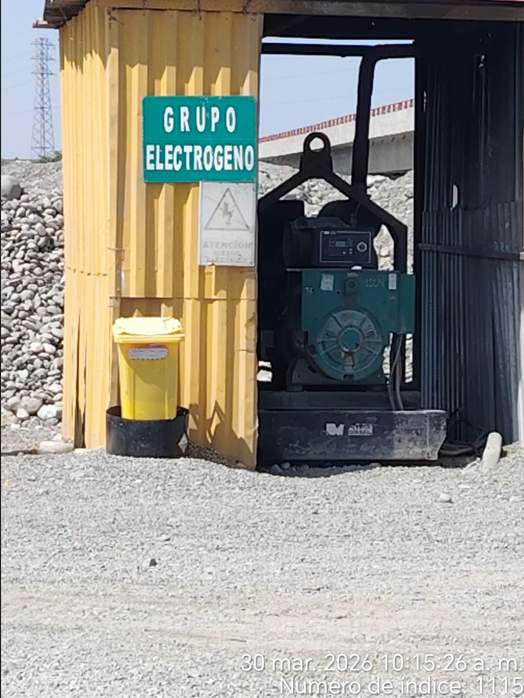 GRUPO
ELECTROGENO
ATENCIÓN
30 mar. 2026 10:15:26 a. m.
Número de índice: 1115